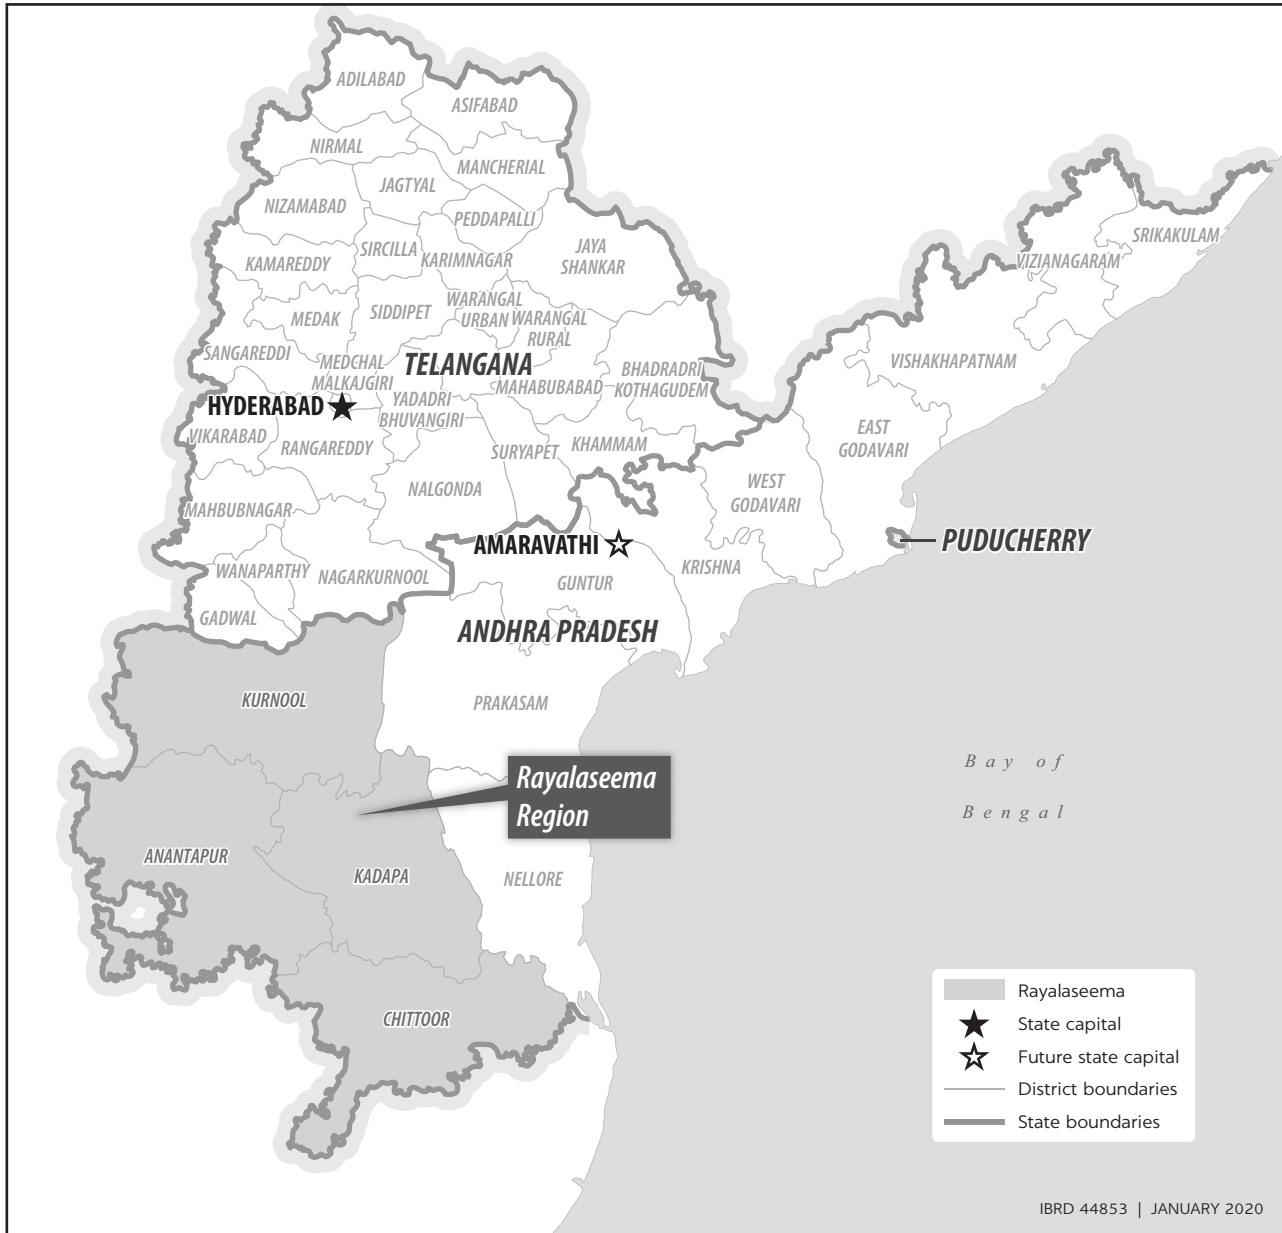 ADILABAD
ASIFABAD
NIRMAL
MANCHERIAL
JAGTYAL
NIZAMABAD
PEDDAPALLI
SRIKAKULAM
SIRCILLA
KARIMNAGAR
JAYA
SHANKAR
KAMAREDDY
VIZIANAGARAM
MEDAK
SIDDIPET
WARANGAL
URBAN
WARANGAL
RURAL
SANGAREDDI
MEDCHAL
MALKAJGIRI
TELANGANA
MAHABUBABAD
BHADRADRI
KOTHAGUDEM
VISHAKHAPATNAM
HYDERABAD
YADADRI
BHUVANGIRI
VIKARABAD
RANGAREDDY
SURYAPET
KHAMMAM
EAST
GODAVARI
NALGONDA
WEST
GODAVARI
MAHBUBNAGAR
AMARAVATHI
PUDUCHERRY
WANAPARTHY
NAGARKURNOOL
GUNTUR
KRISHNA
GADWAL
ANDHRA PRADESH
KURNOOL
PRAKASAM
Rayalaseema
Region
Bay of
Bengal
ANANTAPUR
KADAPA
NELLORE
CHITTOOR
Rayalaseema
State capital
Future state capital
District boundaries
State boundaries
IBRD 44853 | JANUARY 2020